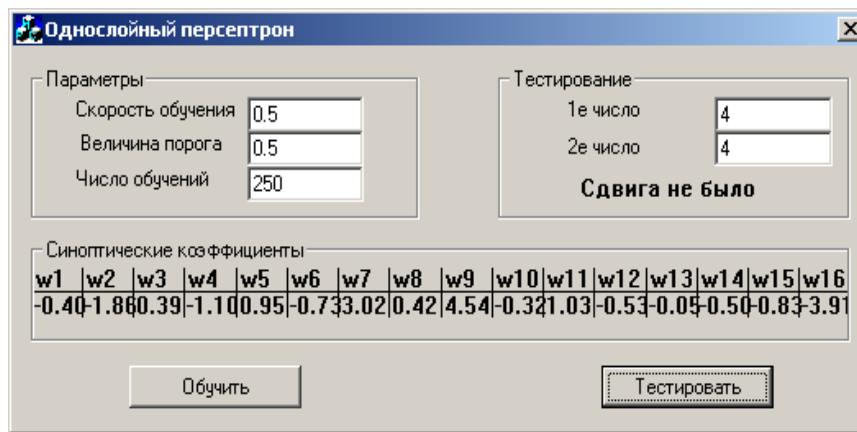 Однослойный персептрон
Параметры
Скорость обучения 0.5
Величина порога 0.5
Число обучений 250
Тестирование
1е число 4
2е число 4
Сдвига не было
Синоптические коэффициенты
w1 w2 w3 w4 w5 w6 w7 w8 w9 w10 w11 w12 w13 w14 w15 w16
-0.40 -1.86 0.39 -1.10 0.95 -0.73 3.02 0.42 4.54 -0.32 1.03 -0.53 -0.05 -0.50 -0.83 -3.91
Обучить
Тестировать